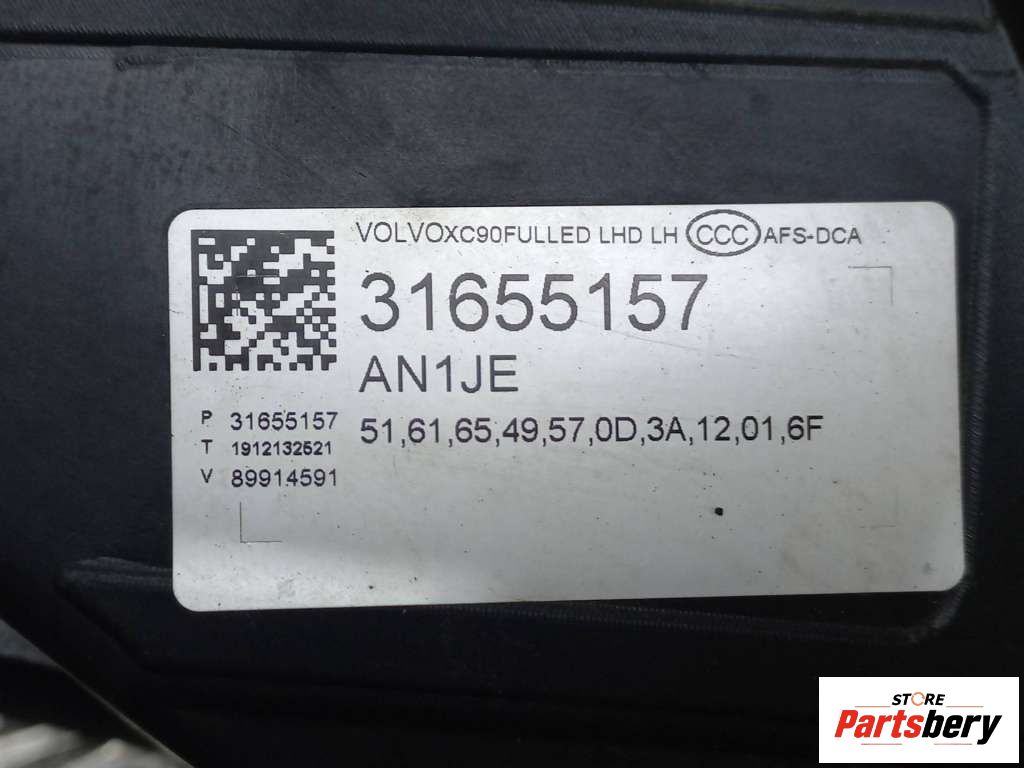 VOLVOXC90FULLED LHD LH CCC AFS-DCA
31655157
AN1JE
51,61,65,49,57,0D,3A,12,01,6F
P 31655157
T 1912132521
V 89914591
STORE
Partsbery